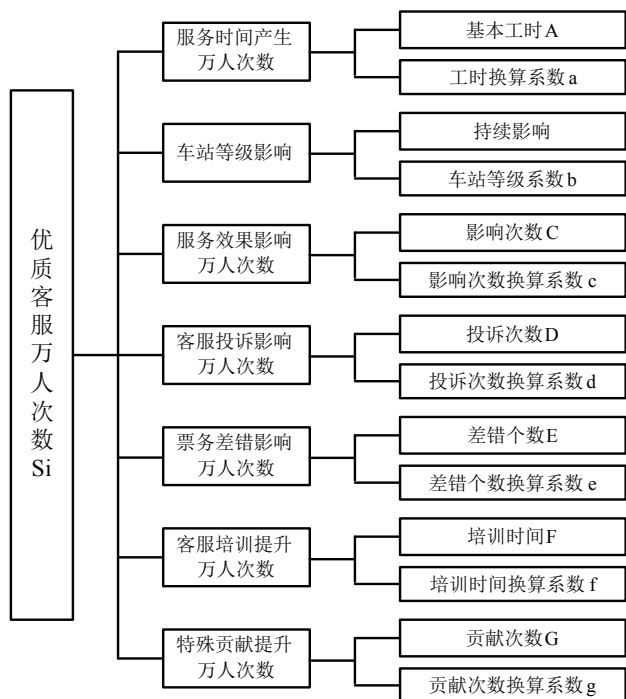 优
质
客
服
万
人
次
数
Si
服务时间产生
万人次数
基本工时A
工时换算系数a
车站等级影响
持续影响
车站等级系数b
服务效果影响
万人次数
影响次数C
影响次数换算系数c
客服投诉影响
万人次数
投诉次数D
投诉次数换算系数d
票务差错影响
万人次数
差错个数E
差错个数换算系数e
客服培训提升
万人次数
培训时间F
培训时间换算系数f
特殊贡献提升
万人次数
贡献次数G
贡献次数换算系数g